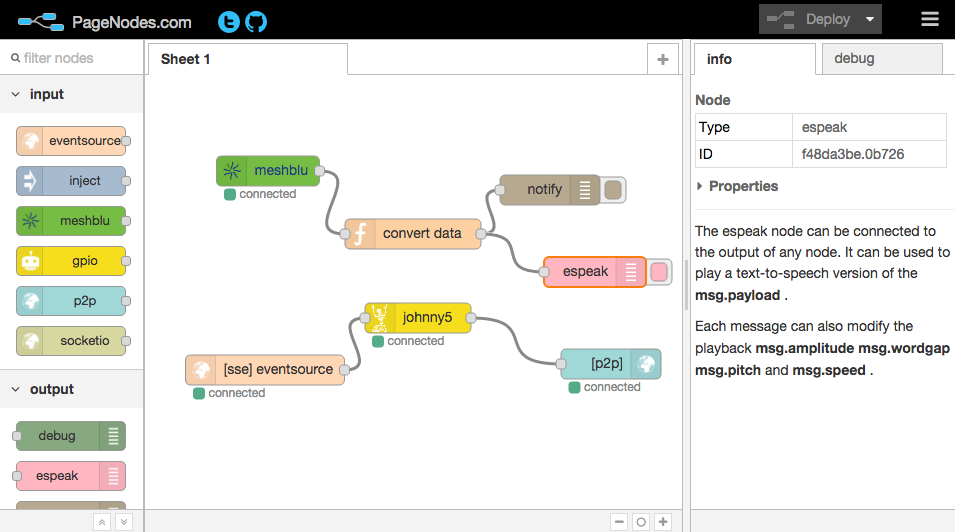 PageNodes.com
Deploy
filter nodes
input
eventsource
inject
meshblu
gpio
p2p
socketio
output
debug
espeak
Sheet 1
meshblu
connected
notify
convert data
espeak
johnny5
connected
[sse] eventsource
connected
[p2p]
connected
info
debug
Node
Type espeak
ID f48da3be.0b726
Properties
The espeak node can be connected to
the output of any node. It can be used to
play a text-to-speech version of the
msg.payload .
Each message can also modify the
playback msg.amplitude msg.wordgap
msg.pitch and msg.speed .